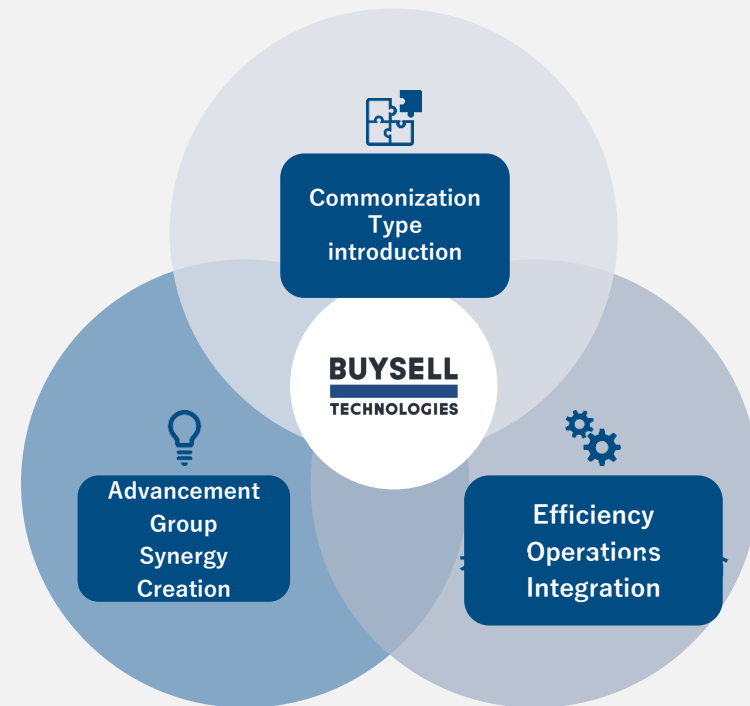 Commonization
Type
introduction
BUYSELL
TECHNOLOGIES
Advancement
Group
Synergy
Creation
Efficiency
Operations
Integration